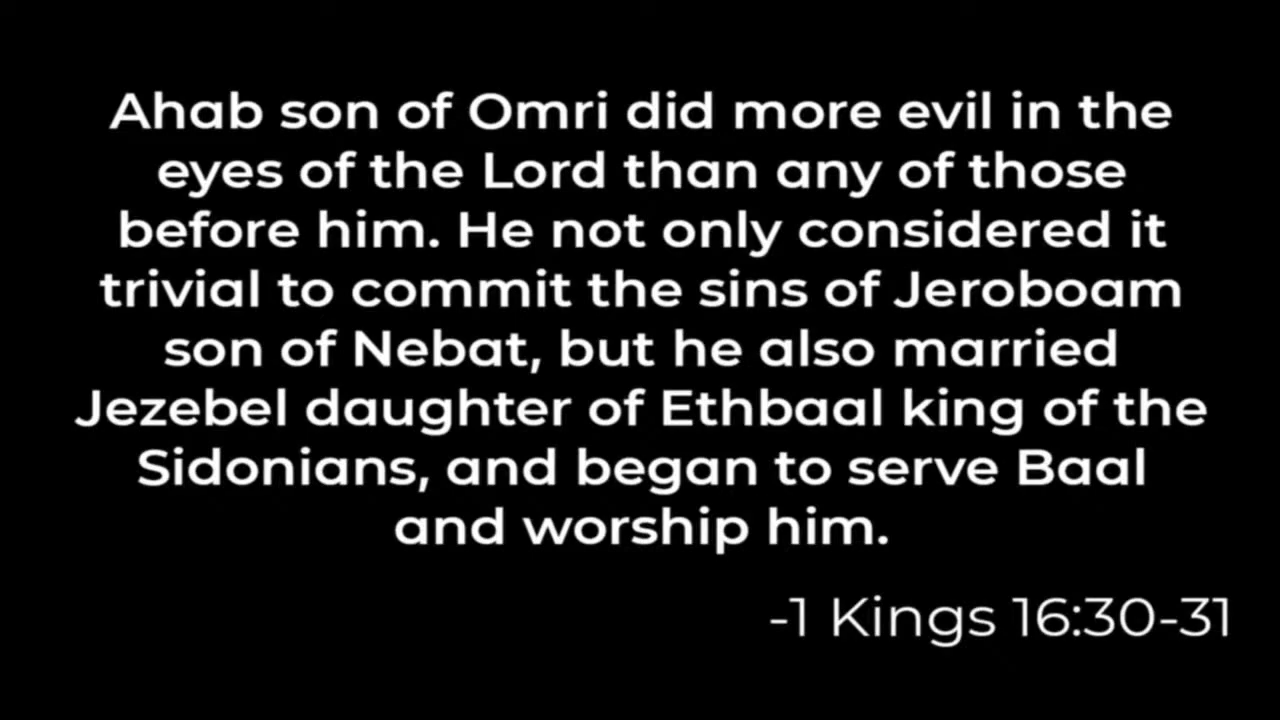 Ahab son of Omri did more evil in the
eyes of the Lord than any of those
before him. He not only considered it
trivial to commit the sins of Jeroboam
son of Nebat, but he also married
Jezebel daughter of Ethbaal king of the
Sidonians, and began to serve Baal
and worship him.
-1 Kings 16:30-31